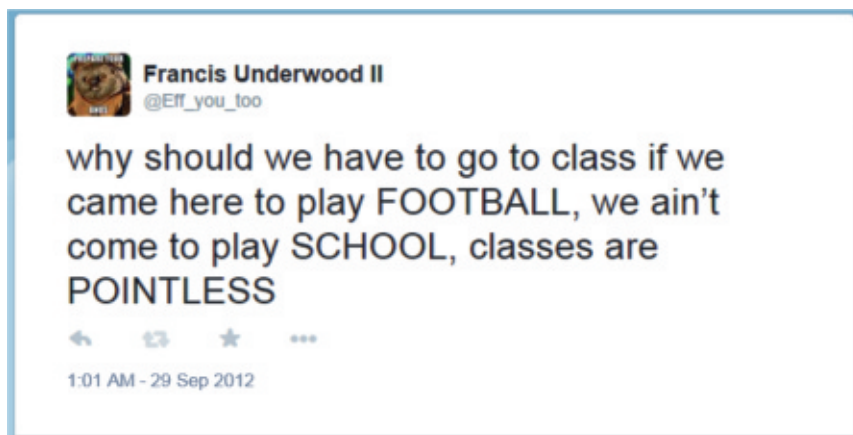 Francis Underwood II
@Eff_you_too
why should we have to go to class if we
came here to play FOOTBALL, we ain't
come to play SCHOOL, classes are
POINTLESS
1:01 AM - 29 Sep 2012